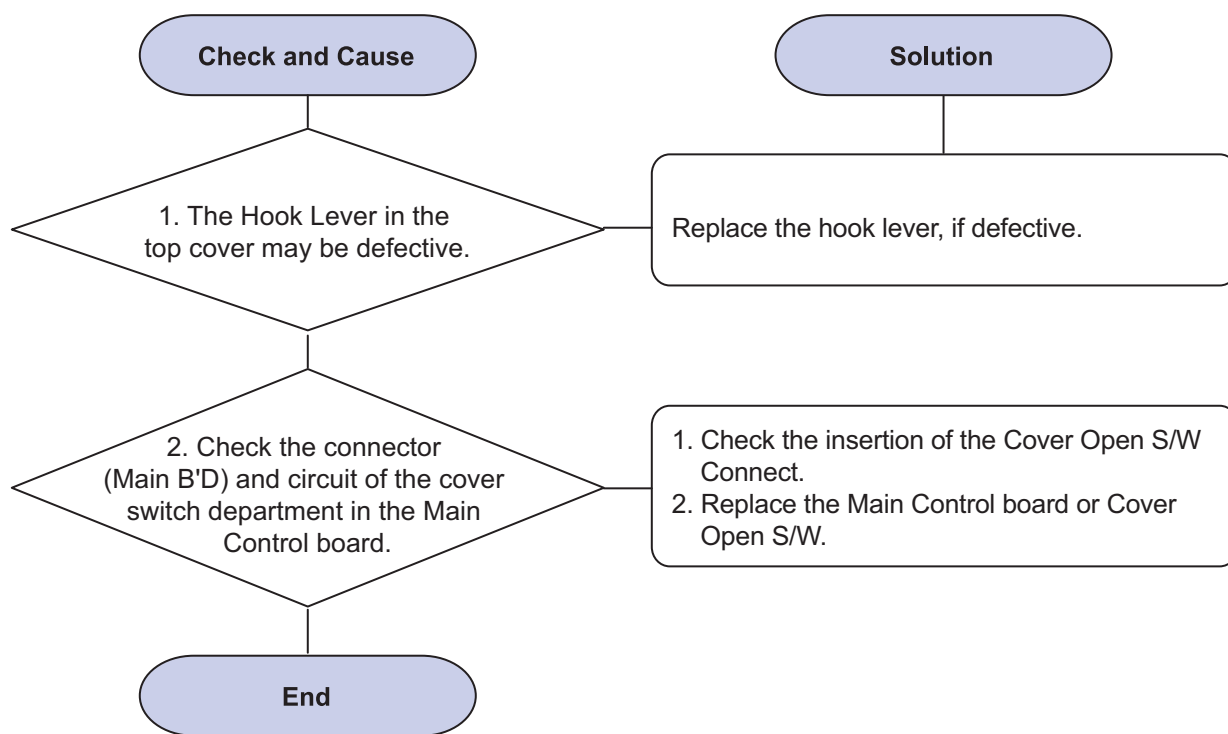 Check and Cause
Solution
1. The Hook Lever in the
top cover may be defective.
Replace the hook lever, if defective.
2. Check the connector
(Main B'D) and circuit of the cover
switch department in the Main
Control board.
1. Check the insertion of the Cover Open S/W
Connect.
2. Replace the Main Control board or Cover
Open S/W.
End